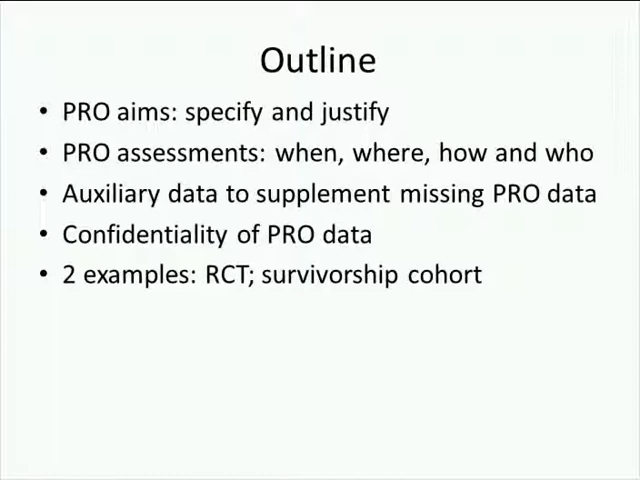 Outline
• PRO aims: specify and justify
• PRO assessments: when, where, how and who
• Auxiliary data to supplement missing PRO data
• Confidentiality of PRO data
• 2 examples: RCT; survivorship cohort